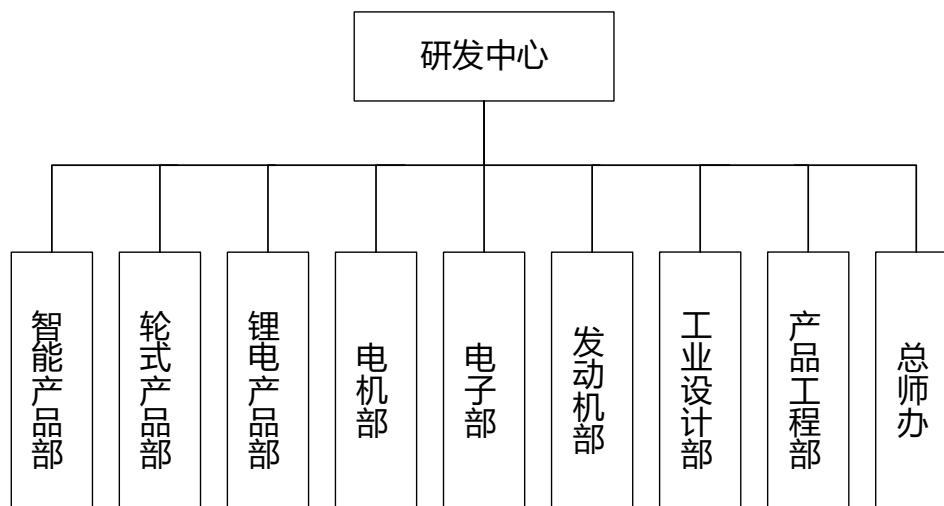 研发中心
智能产品部
轮式产品部
锂电产品部
电机部
电子部
发动机部
工业设计部
产品工程部
总师办